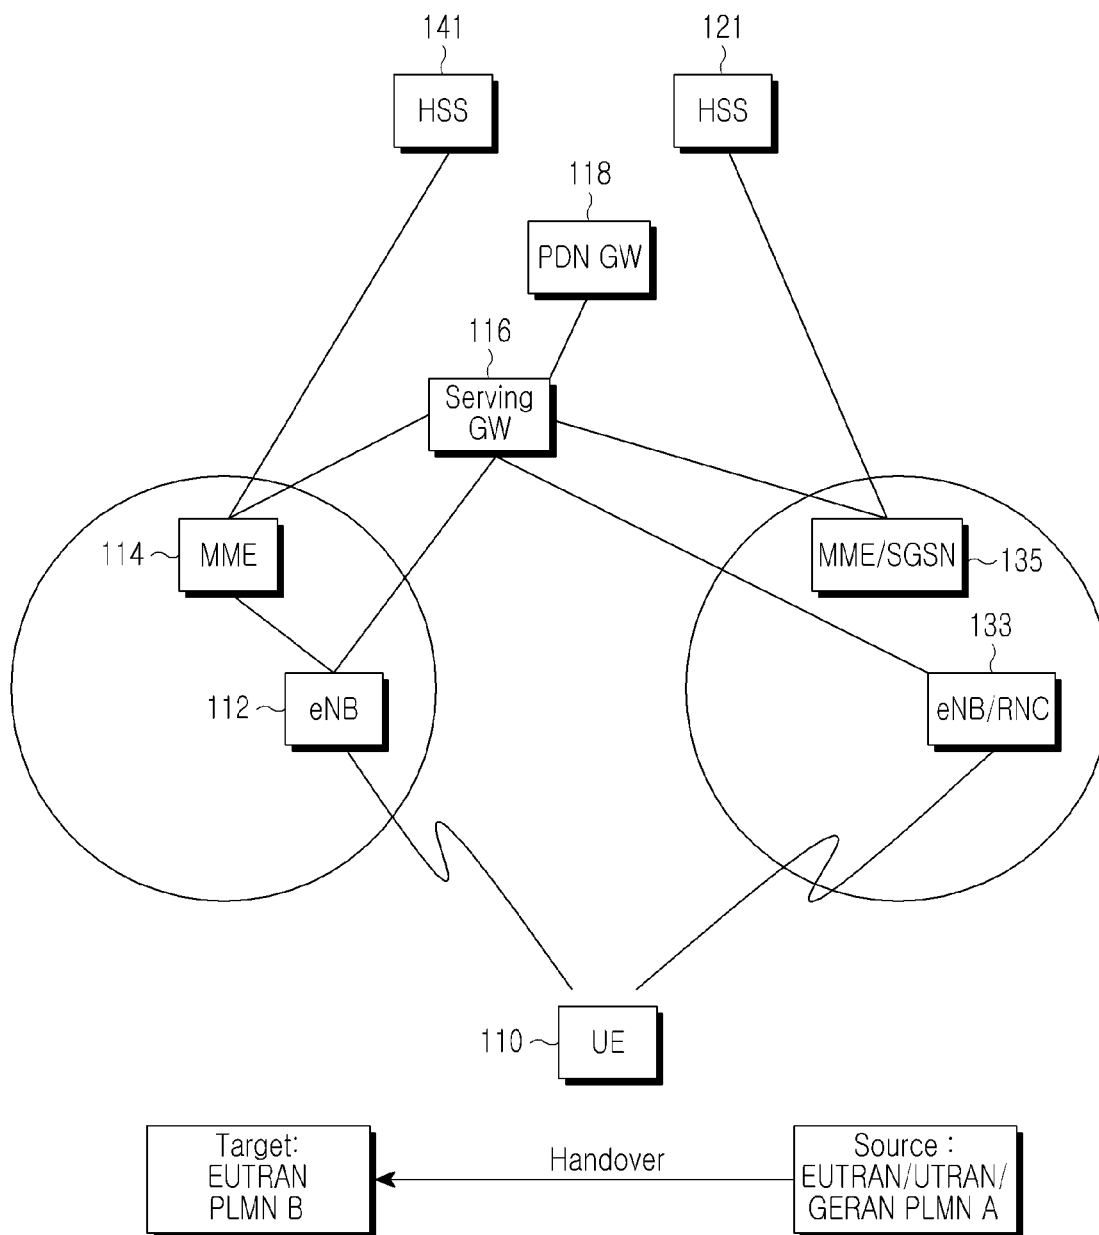 141
121
HSS
HSS
118
PDN GW
116
Serving
GW
114
MME
MME/SGSN
135
133
112
eNB
eNB/RNC
110
UE
Target:
EUTRAN
PLMN B
Handover
Source :
EUTRAN/UTRAN/
GERAN PLMN A